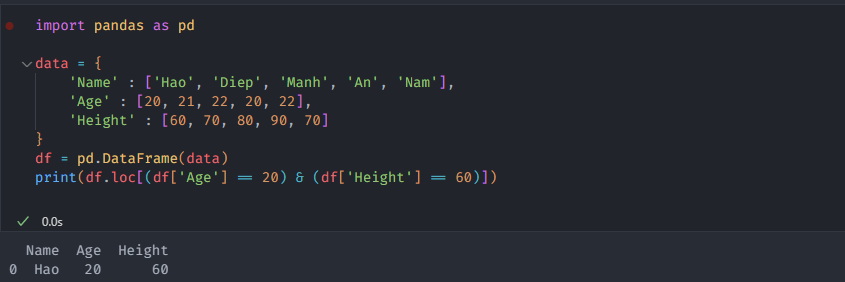 import pandas as pd
data = {
'Name' : ['Hao', 'Diep', 'Manh', 'An', 'Nam'],
'Age' : [20, 21, 22, 20, 22],
'Height' : [60, 70, 80, 90, 70]
}
df = pd.DataFrame(data)
print(df.loc[(df['Age'] == 20) & (df['Height'] == 60)])
0.0s
Name Age Height
0 Hao 20 60